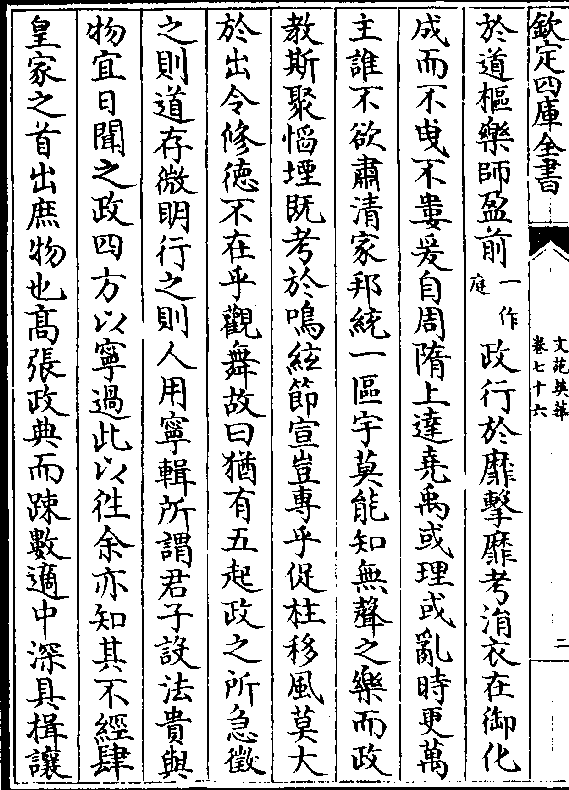 欽定四庫全書
文苑英華
卷七十六
二
於道樞樂師盈前一作庭政行於靡擊靡考洧衣在御化
成而不曳不婁爰自周隋上達堯禹或理或亂時更萬
主誰不欲肅清家邦統一區宇莫能知無聲之樂而政
教斯聚惛堙既考於鳴絃節宣豈專乎促柱移風莫大
於出令修德不在乎觀舞故曰猶有五起政之所急徵
之則道存微明行之則人用寧輯所謂君子設法貴與
物宜日聞之政四方以寧過此以往余亦知其不經肆
皇家之首出庶物也髙張政典而踈數適中深具揖讓